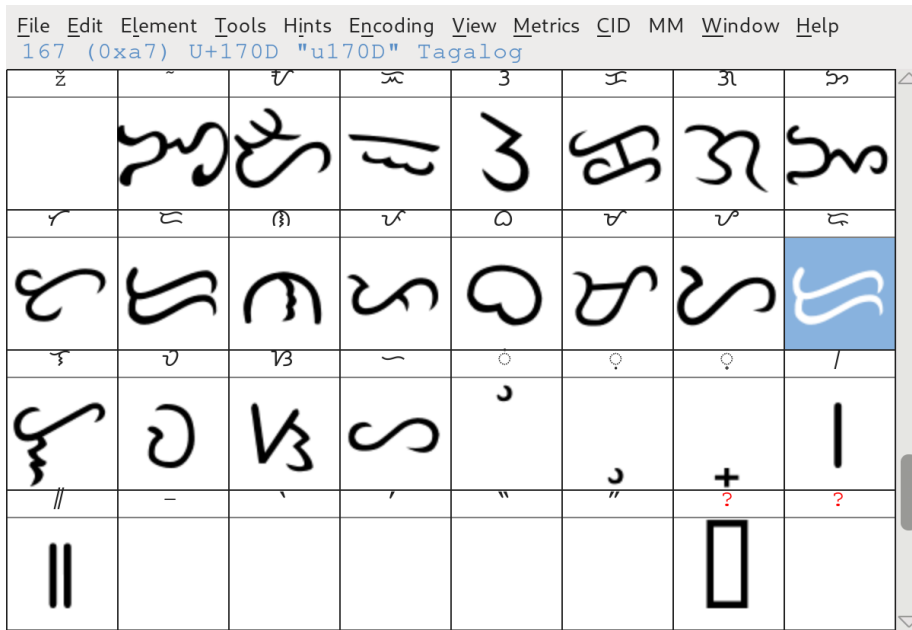 File Edit Element Tools Hints Encoding View Metrics CID MM Window Help
167 (0xa7) U+170D "u170D" Tagalog
ž ˜ ᜀ ᜁ ᜂ ᜃ ᜄ ᜅ
ᜀ ᜁ ᜂ ᜃ ᜄ ᜅ
ᜆ ᜇ ᜈ ᜉ ᜊ ᜋ ᜌ ᜍ
ᜆ ᜇ ᜈ ᜉ ᜊ ᜋ ᜌ ᜍ
ᜎ ᜏ ᜐ ᜑ ◌ᜒ ◌ᜓ ◌᜔ ᜵
ᜎ ᜏ ᜐ ᜑ ᜒ ᜓ ᜔ ᜵
᜶ – ‘ ’ “ ” ? ?
᜶